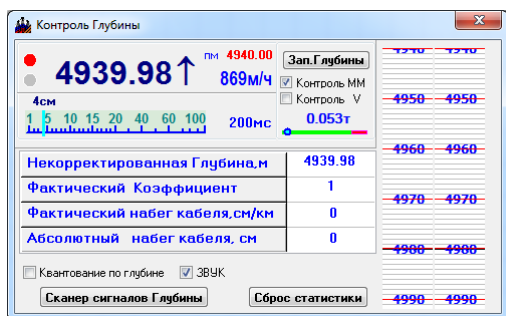 Контроль Глубины
4939.98↑
пм 4940.00
869м/ч
Зап.Глубины
Контроль ММ
Контроль V
4см
1 5 10 15 20 40 60 100
200мс
0.053т
Некорректированная Глубина,м 4939.98
Фактический Коэффициент 1
Фактический набег кабеля,см/км 0
Абсолютный набег кабеля, см 0
Квантование по глубине
ЗВУК
Сканер сигналов Глубины
Сброс статистики
4940 4940
4950 4950
4960 4960
4970 4970
4980 4980
4990 4990